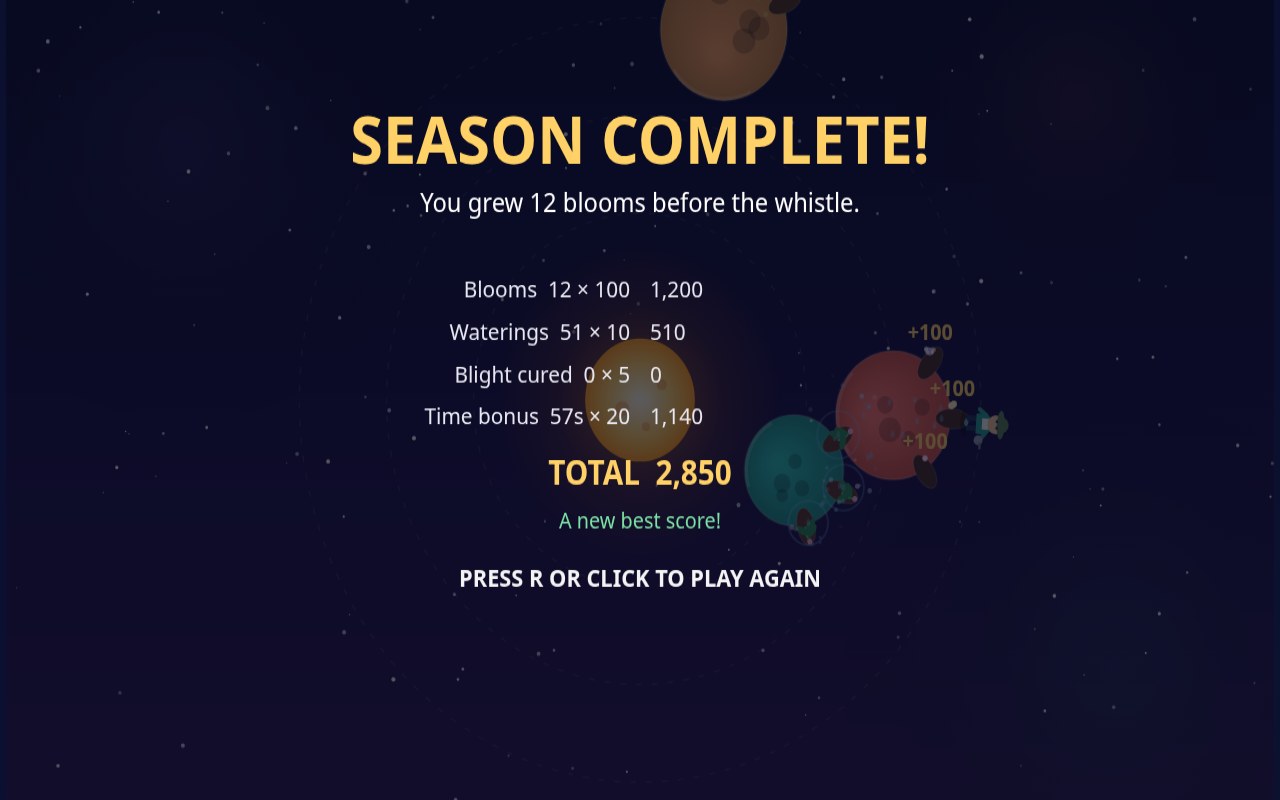 SEASON COMPLETE!
You grew 12 blooms before the whistle.
Blooms 12 × 100 1,200
Waterings 51 × 10 510
+100
Blight cured 0 × 5 0
+100
Time bonus 57s × 20 1,140
+100
TOTAL 2,850
A new best score!
PRESS R OR CLICK TO PLAY AGAIN